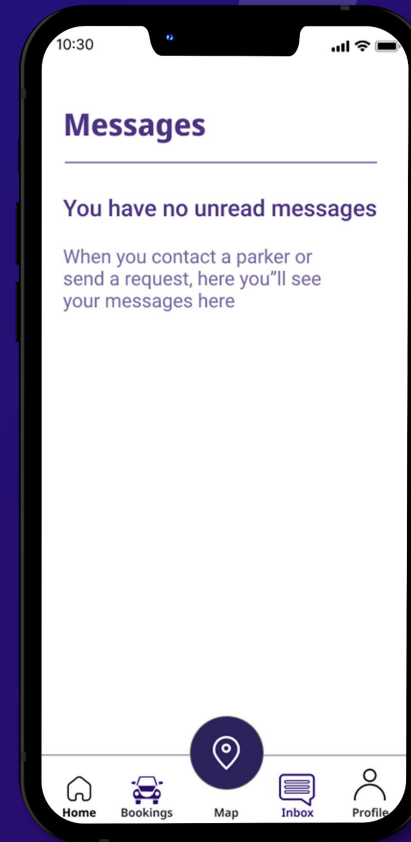 10:30
Messages
You have no unread messages
When you contact a parker or
send a request, here you"ll see
your messages here
Home Bookings Map Inbox Profile